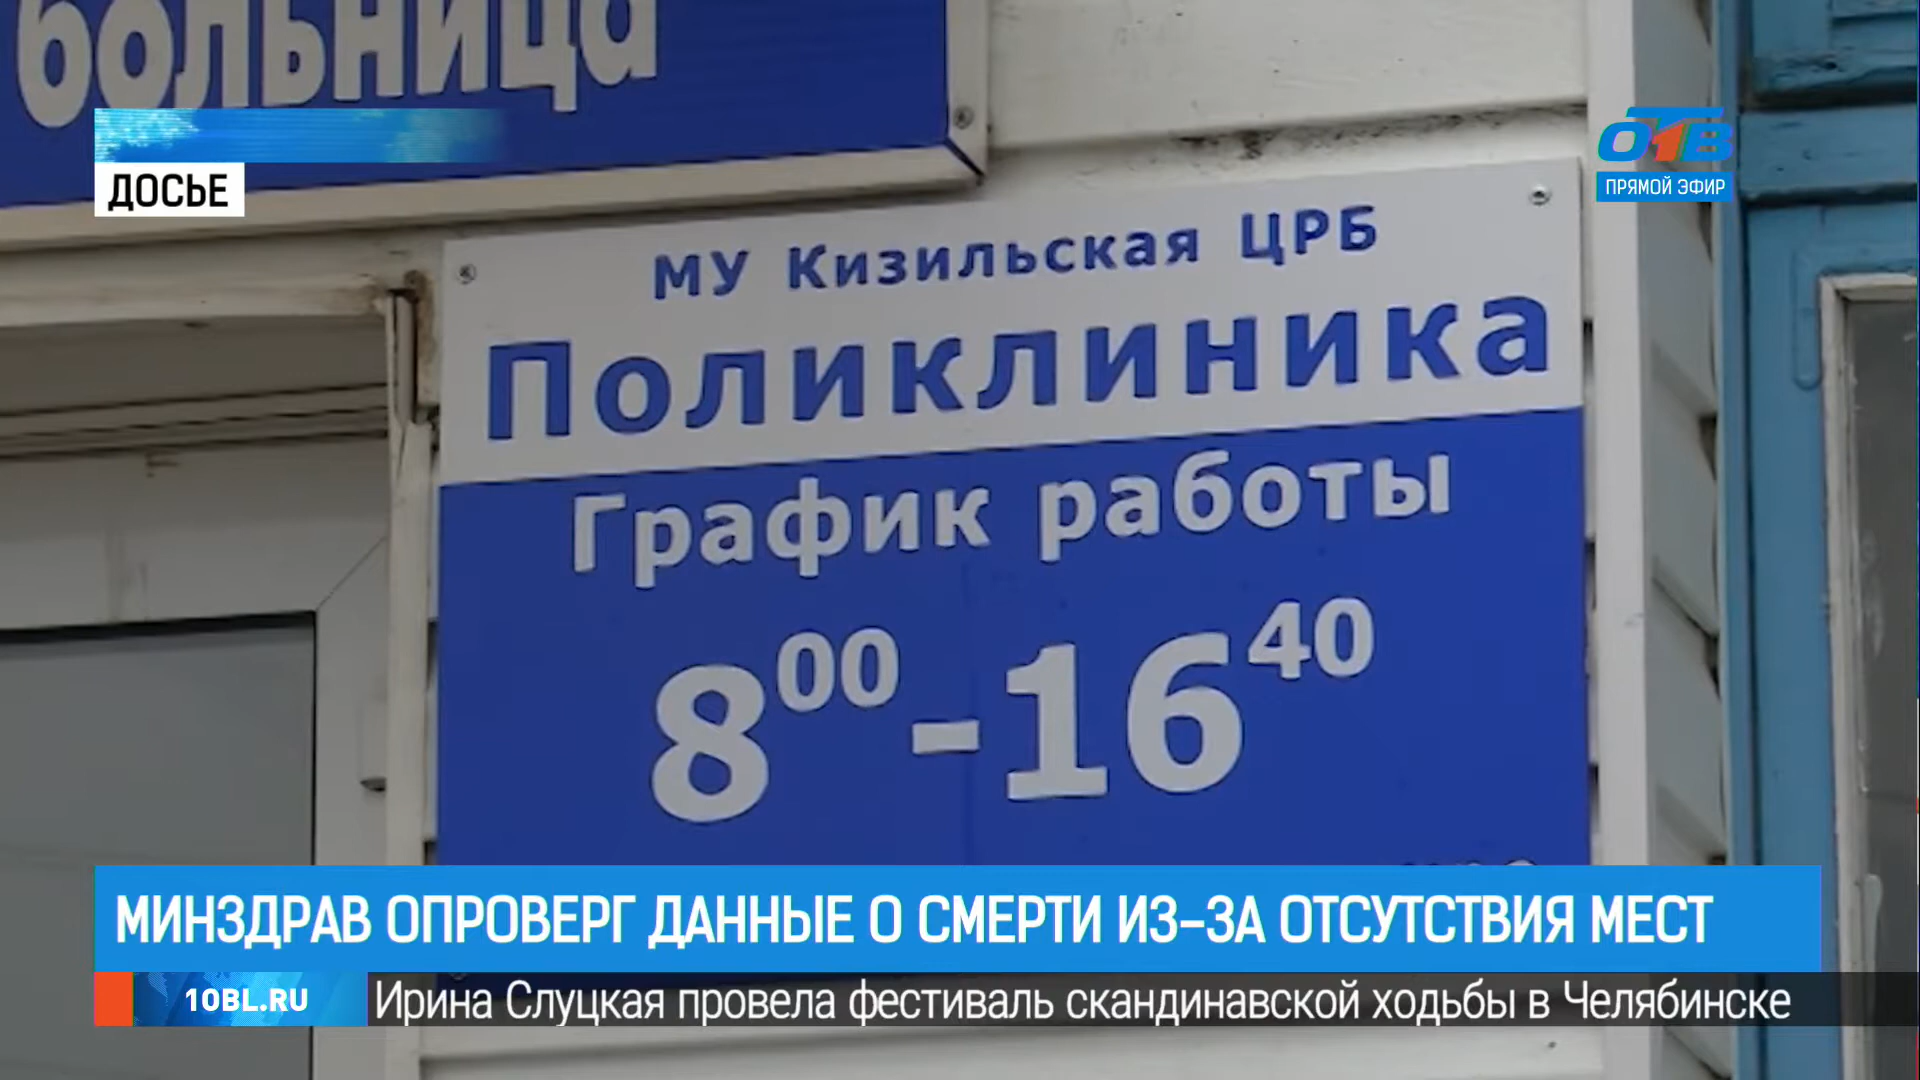 больница
ДОСЬЕ
ОТВ
ПРЯМОЙ ЭФИР
МУ Кизильская ЦРБ
Поликлиника
График работы
8⁰⁰-16⁴⁰
МИНЗДРАВ ОПРОВЕРГ ДАННЫЕ О СМЕРТИ ИЗ-ЗА ОТСУТСТВИЯ МЕСТ
10BL.RU
Ирина Слуцкая провела фестиваль скандинавской ходьбы в Челябинске